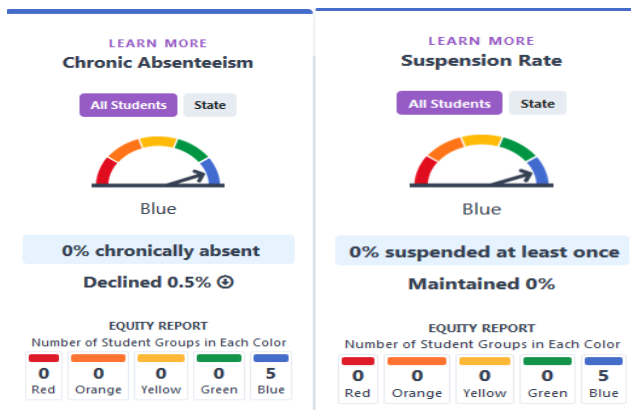 LEARN MORE
Chronic Absenteeism
All Students
State
Blue
0% chronically absent
Declined 0.5%
EQUITY REPORT
Number of Student Groups in Each Color
0
Red
0
Orange
0
Yellow
0
Green
5
Blue
LEARN MORE
Suspension Rate
All Students
State
Blue
0% suspended at least once
Maintained 0%
EQUITY REPORT
Number of Student Groups in Each Color
0
Red
0
Orange
0
Yellow
0
Green
5
Blue